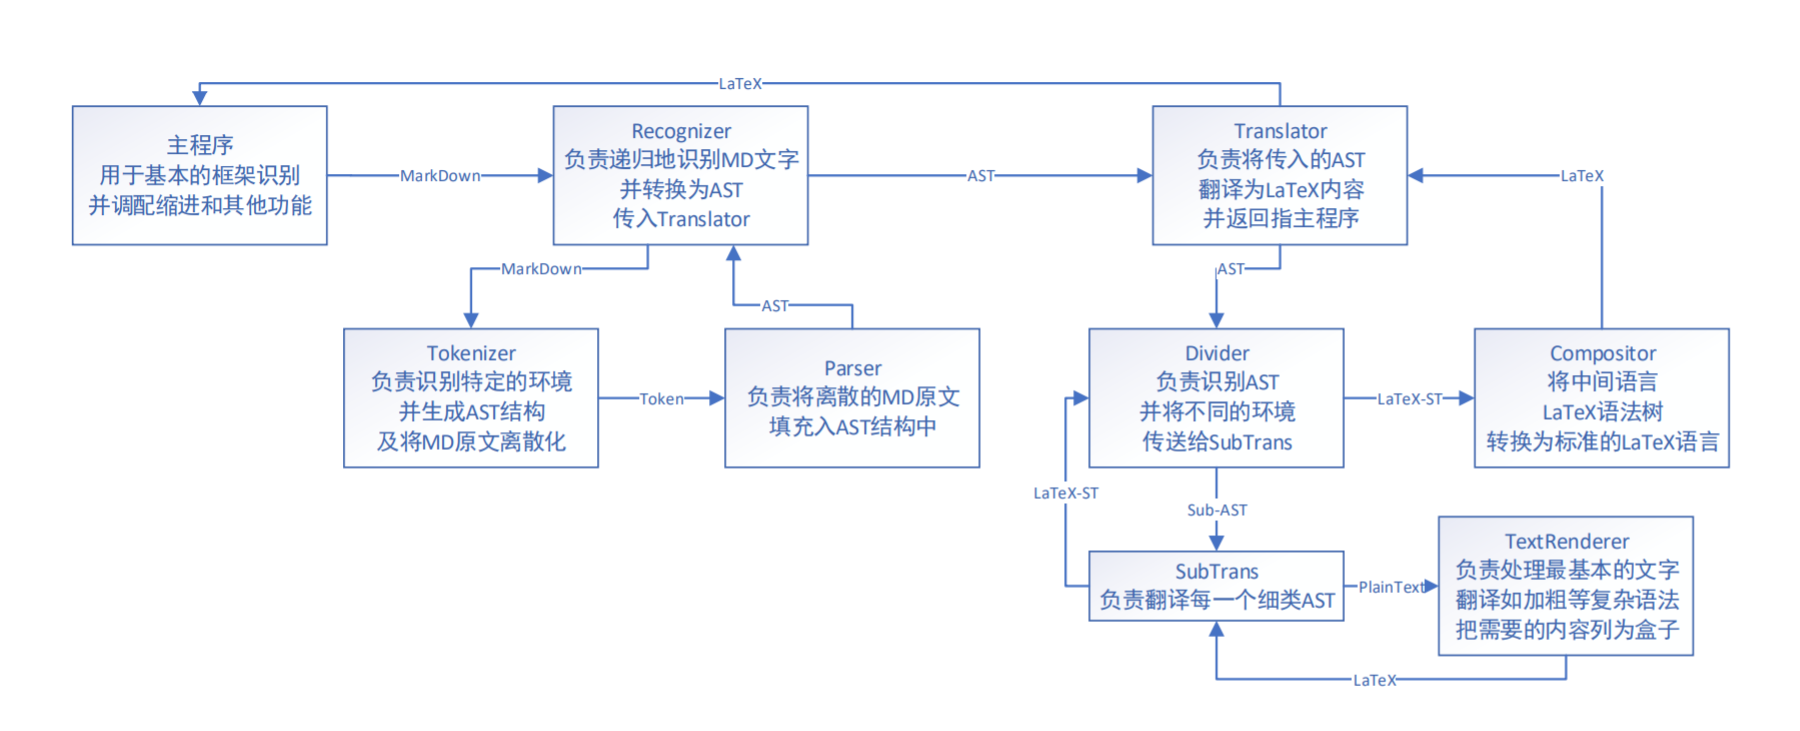 LaTeX
主程序
用于基本的框架识别
并调配缩进和其他功能
MarkDown
Recognizer
负责递归地识别MD文字
并转换为AST
传入Translator
AST
Translator
负责将传入的AST
翻译为LaTeX内容
并返回指主程序
LaTeX
MarkDown
AST
AST
Tokenizer
负责识别特定的环境
并生成AST结构
及将MD原文离散化
Token
Parser
负责将离散的MD原文
填充入AST结构中
Divider
负责识别AST
并将不同的环境
传送给SubTrans
LaTeX-ST
Compositor
将中间语言
LaTeX语法树
转换为标准的LaTeX语言
LaTeX-ST
Sub-AST
SubTrans
负责翻译每一个细类AST
PlainText
TextRenderer
负责处理最基本的文字
翻译如加粗等复杂语法
把需要的内容列为盒子
LaTeX